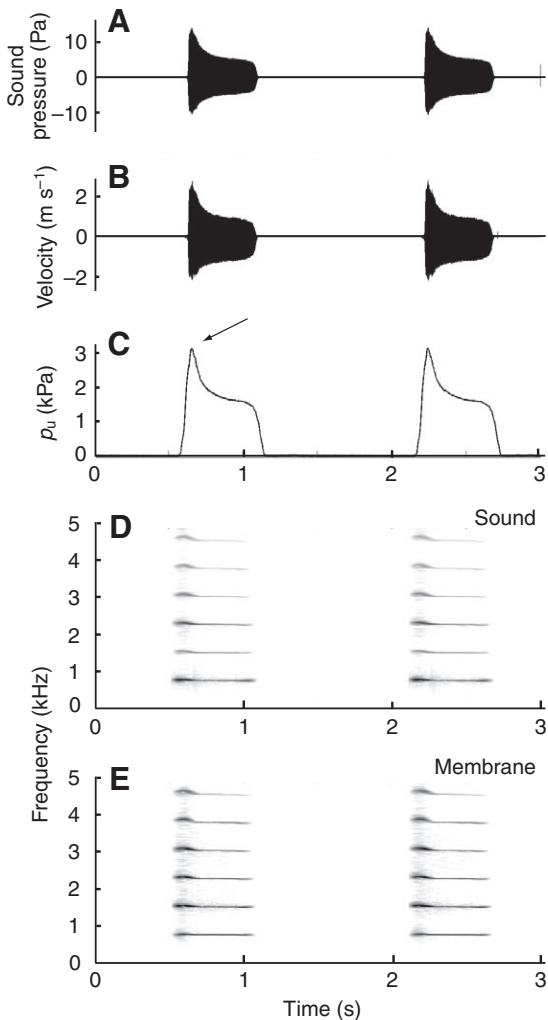 A
Sound
pressure (Pa)
10
0
−10
B
Velocity (m s⁻¹)
2
0
−2
C
pu (kPa)
3
2
1
0
0 1 2 3
D
Sound
5
4
3
2
1
0
0 1 2 3
Frequency (kHz)
E
Membrane
5
4
3
2
1
0
0 1 2 3
Time (s)